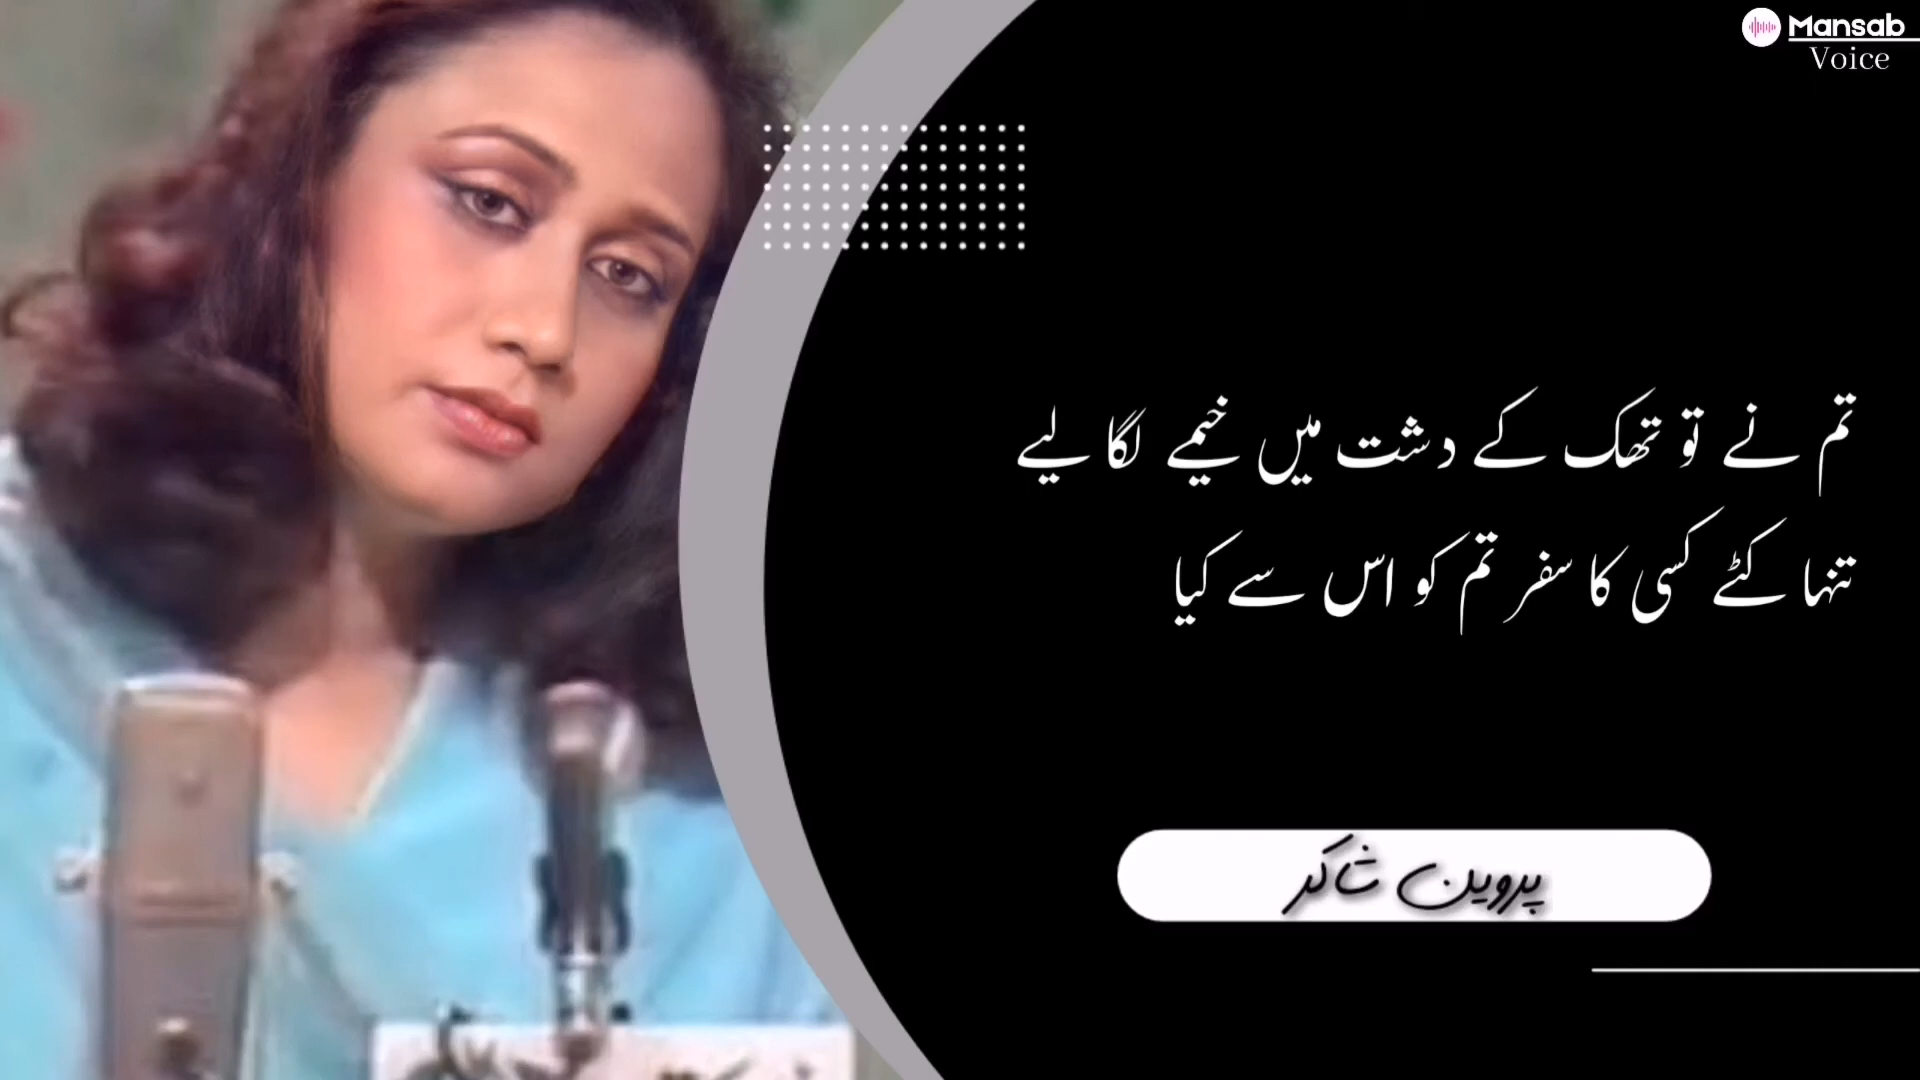 Mansab
Voice
تم نے تو تھک کے دشت میں خیمے لگا لیے
تنہا کٹے کسی کا سفر تم کو اس سے کیا
پروین شاکر